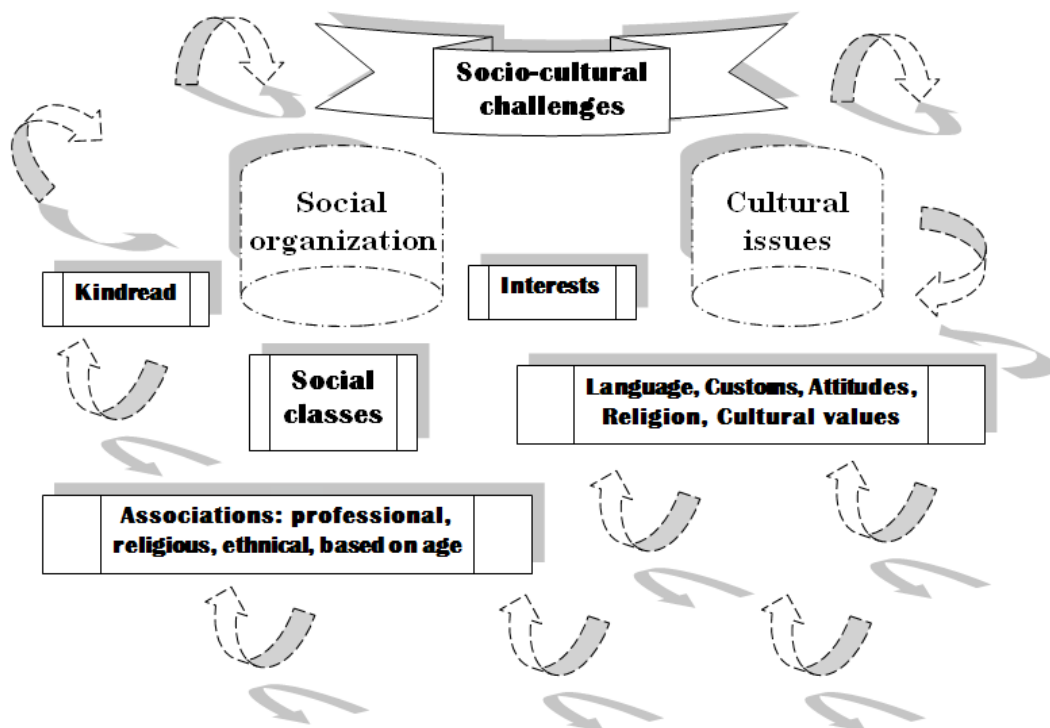 Socio-cultural
challenges
Social
organization
Cultural
issues
Kindread
Interests
Social
classes
Language, Customs, Attitudes,
Religion, Cultural values
Associations: professional,
religious, ethnical, based on age